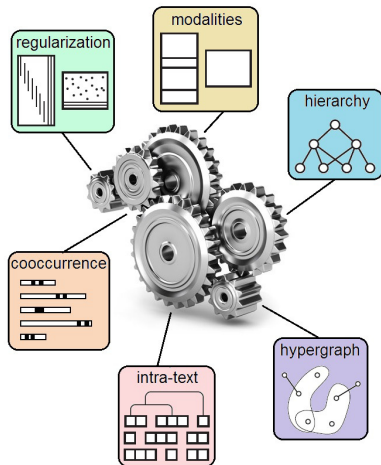 modalities
regularization
hierarchy
cooccurrence
hypergraph
intra-text